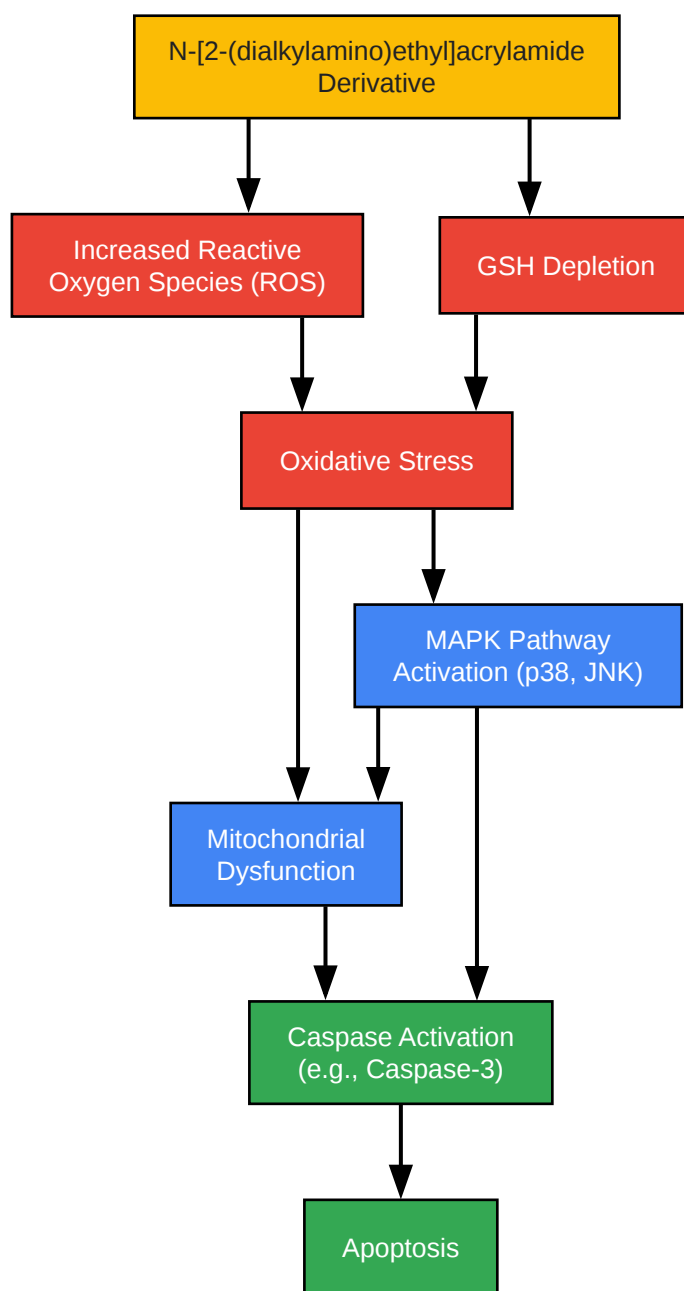 N-[2-(dialkylamino)ethyl]acrylamide
Derivative
Increased Reactive
Oxygen Species (ROS)
GSH Depletion
Oxidative Stress
MAPK Pathway
Activation (p38, JNK)
Mitochondrial
Dysfunction
Caspase Activation
(e.g., Caspase-3)
Apoptosis